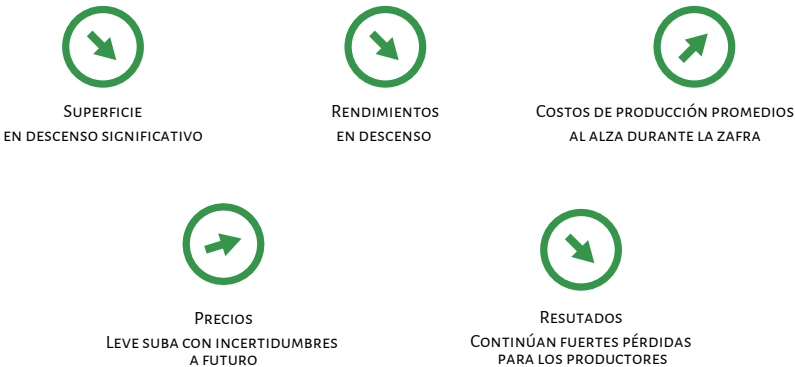 Superficie
en descenso significativo
Rendimientos
en descenso
Costos de producción promedios
al alza durante la zafra
Precios
Leve suba con incertidumbres
a futuro
Resutados
Continúan fuertes pérdidas
para los productores